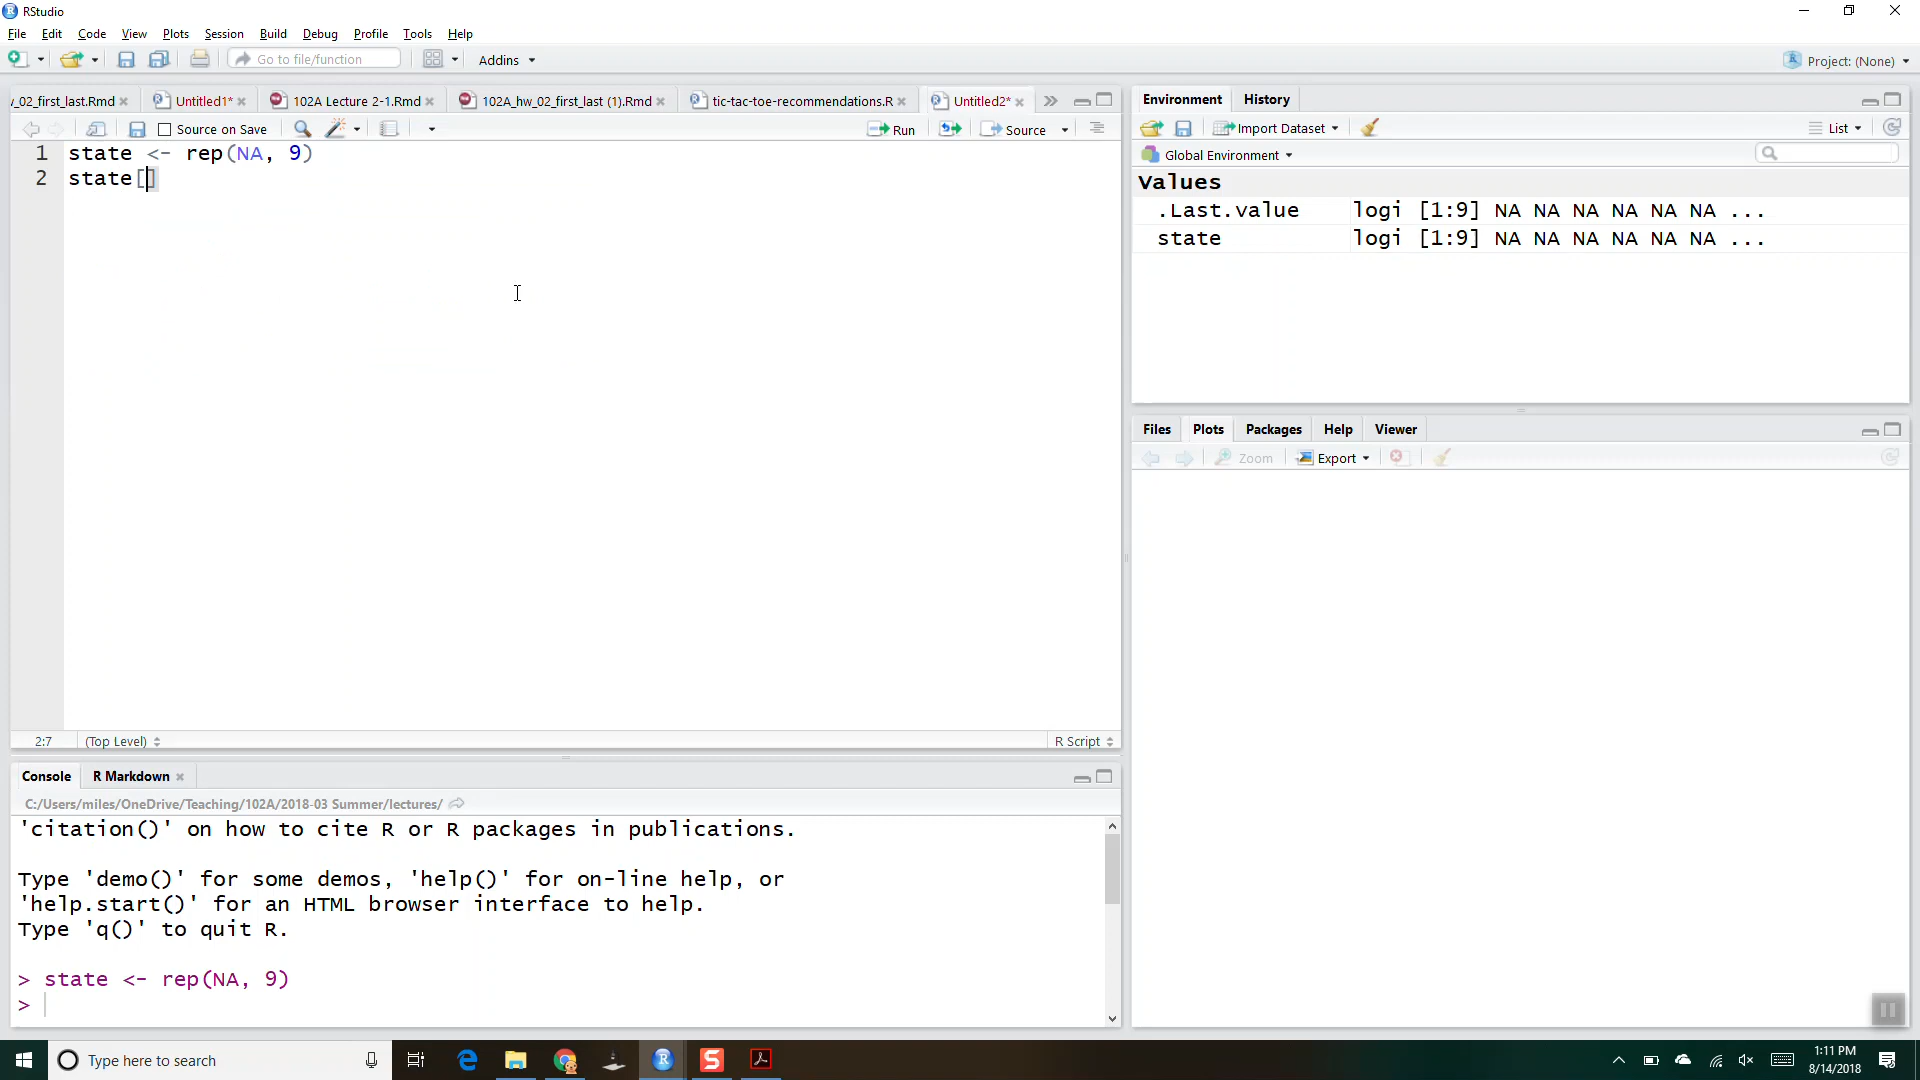 RStudio
File Edit Code View Plots Session Build Debug Profile Tools Help
Go to file/function Addins Project: (None)
/_02_first_last.Rmd Untitled1* 102A Lecture 2-1.Rmd 102A_hw_02_first_last (1).Rmd tic-tac-toe-recommendations.R Untitled2*
Source on Save Run Source
1 state <- rep(NA, 9)
2 state[]
2:7 (Top Level) R Script
Console R Markdown
C:/Users/miles/OneDrive/Teaching/102A/2018-03 Summer/lectures/
'citation()' on how to cite R or R packages in publications.
Type 'demo()' for some demos, 'help()' for on-line help, or
'help.start()' for an HTML browser interface to help.
Type 'q()' to quit R.
> state <- rep(NA, 9)
>
Environment History
Import Dataset List
Global Environment
Values
.Last.value logi [1:9] NA NA NA NA NA NA ...
state logi [1:9] NA NA NA NA NA NA ...
Files Plots Packages Help Viewer
Zoom Export
Type here to search
1:11 PM
8/14/2018